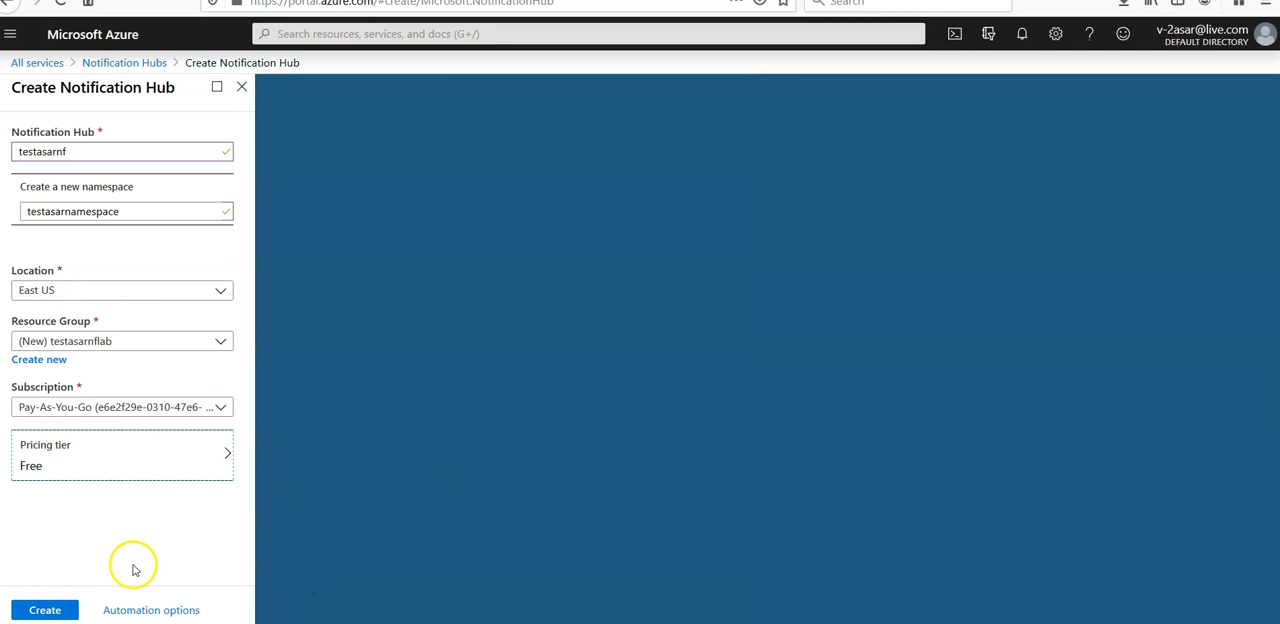 https://portal.azure.com/#create/Microsoft.NotificationHub
Search
Microsoft Azure
Search resources, services, and docs (G+/)
v-2asar@live.com
DEFAULT DIRECTORY
All services > Notification Hubs > Create Notification Hub
Create Notification Hub
Notification Hub *
testasarnf
Create a new namespace
testasarnamespace
Location *
East US
Resource Group *
(New) testasarnflab
Create new
Subscription *
Pay-As-You-Go (e6e2f29e-0310-47e6- ...
Pricing tier
Free
Create
Automation options